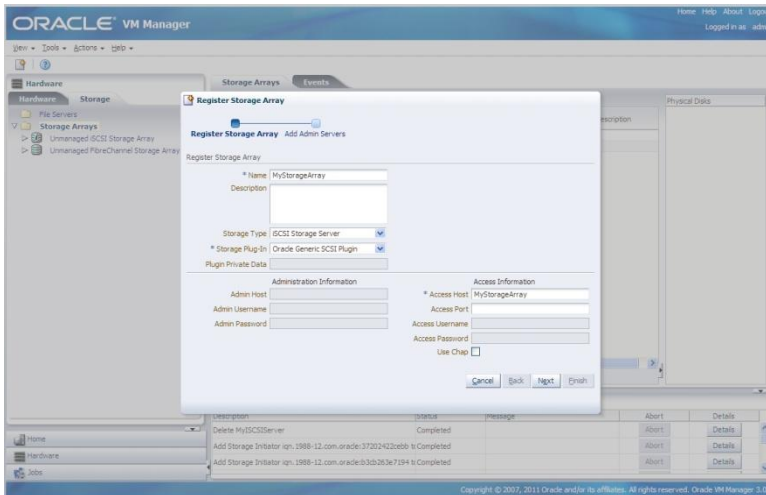 Home Help About Logo
ORACLE VM Manager
Logged in as adm
View Tools Actions Help
Hardware
Storage Arrays Events
Hardware Storage
File Servers
Storage Arrays
Unmanaged iSCSI Storage Array
Unmanaged FibreChannel Storage Array
Physical Disks
escription
Register Storage Array
Register Storage Array Add Admin Servers
Register Storage Array
* Name MyStorageArray
Description
Storage Type iSCSI Storage Server
* Storage Plug-In Oracle Generic SCSI Plugin
Plugin Private Data
Administration Information Access Information
Admin Host * Access Host MyStorageArray
Admin Username Access Port
Admin Password Access Username
Access Password
Use Chap
Cancel Back Next Finish
Description Status Message Abort Details
Delete MyISCSIServer Completed Abort Details
Add Storage Initiator iqn.1988-12.com.oracle:37202422cebb to Completed Abort Details
Add Storage Initiator iqn.1988-12.com.oracle:b3cb263e7194 to Completed Abort Details
Home
Hardware
Jobs
Copyright © 2007, 2011 Oracle and/or its affiliates. All rights reserved. Oracle VM Manager 3.0